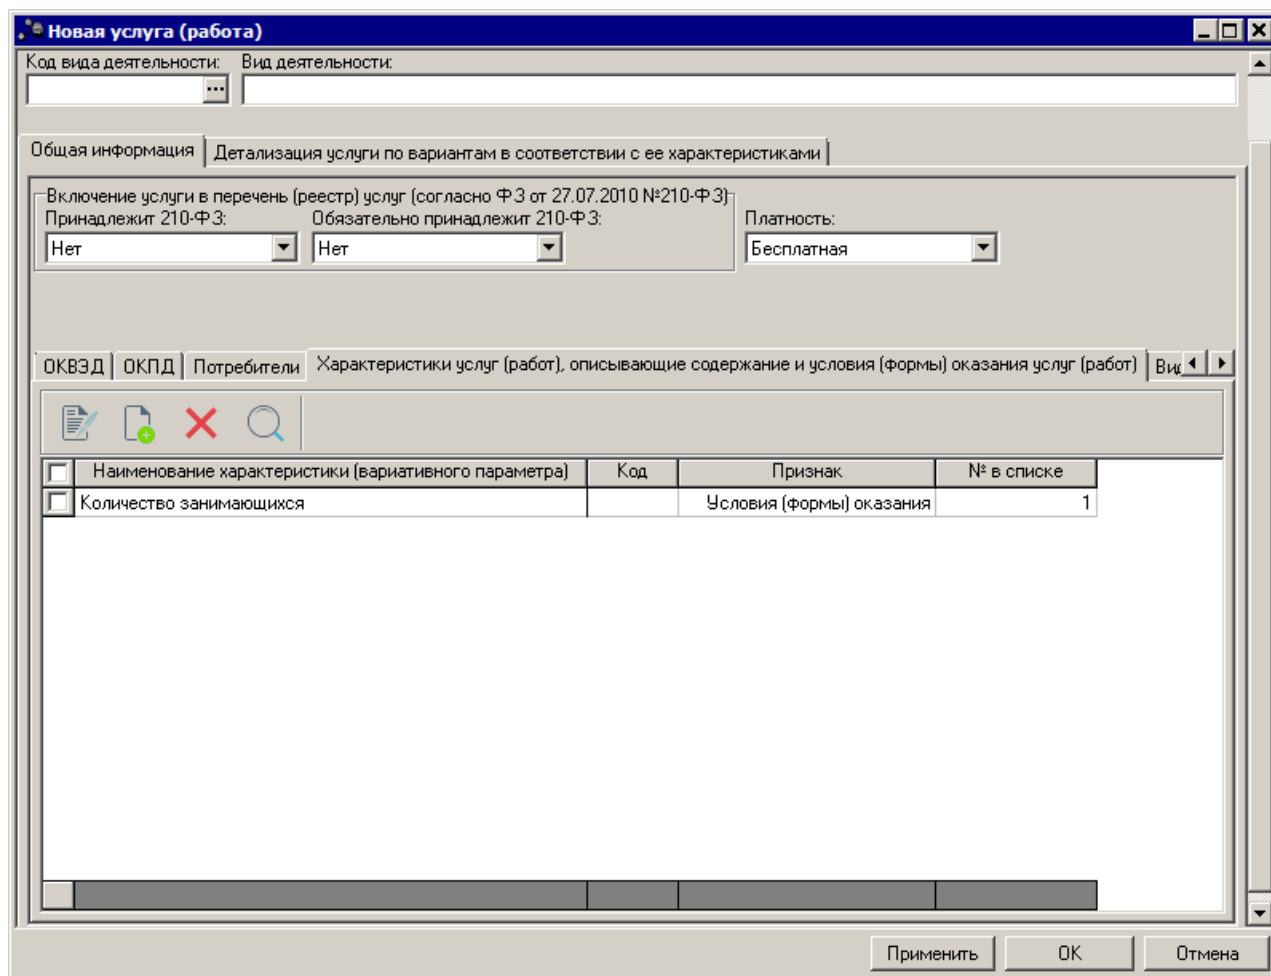 Новая услуга (работа)
Код вида деятельности: Вид деятельности:
Общая информация Детализация услуги по вариантам в соответствии с ее характеристиками
Включение услуги в перечень (реестр) услуг (согласно ФЗ от 27.07.2010 №210-ФЗ)
Принадлежит 210-ФЗ: Обязательно принадлежит 210-ФЗ: Платность:
Нет Нет Бесплатная
ОКВЭД ОКПД Потребители Характеристики услуг (работ), описывающие содержание и условия (формы) оказания услуг (работ)
Наименование характеристики (вариативного параметра) Код Признак № в списке
Количество занимающихся Условия (формы) оказания 1
Применить ОК Отмена